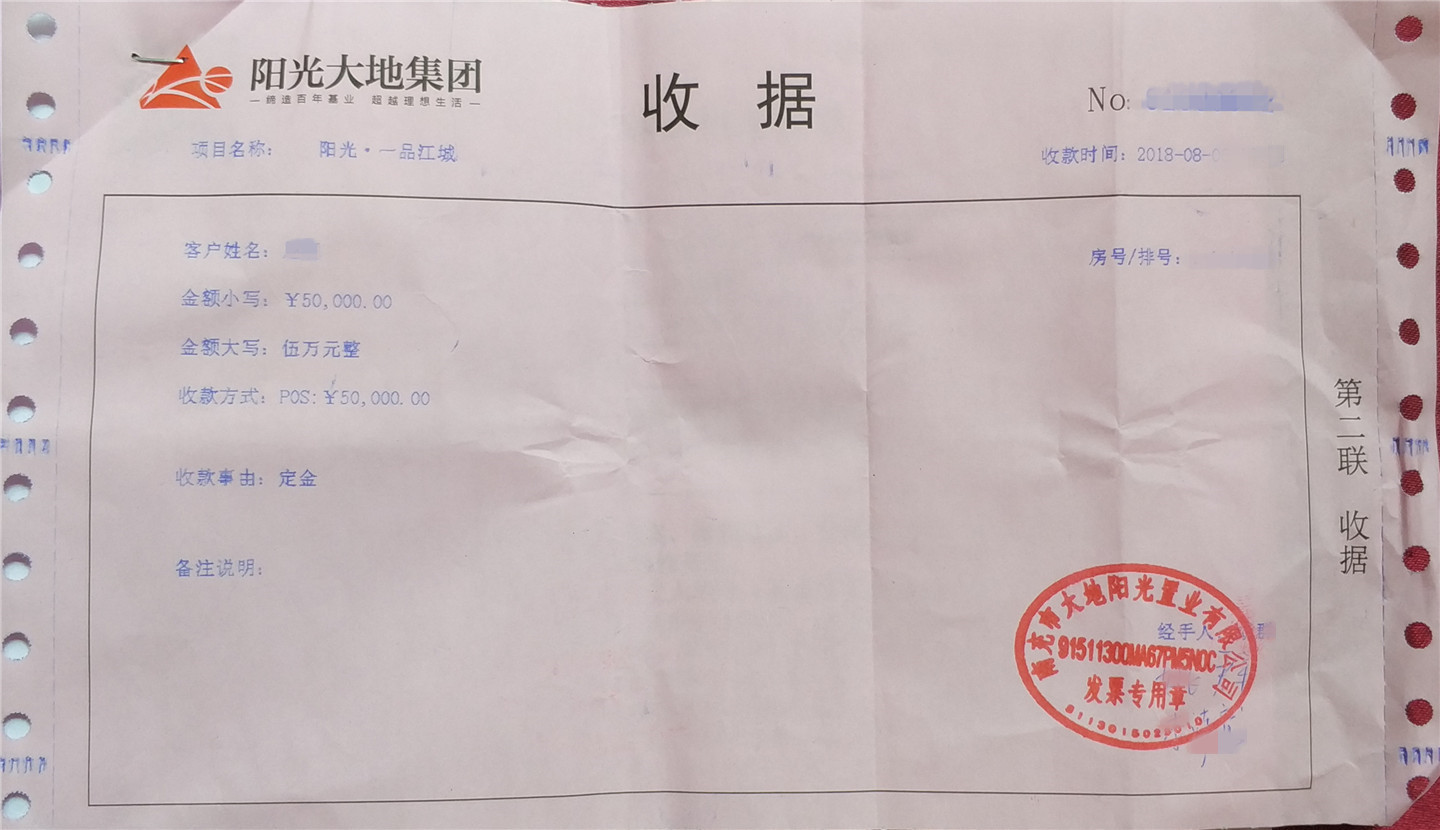 阳光大地集团
缔造百年基业 超越理想生活
收 据
No:
项目名称: 阳光·一品江城
收款时间: 2018-08-0
客户姓名:
房号/排号:
金额小写: ¥50,000.00
金额大写: 伍万元整
收款方式: POS:¥50,000.00
收款事由: 定金
备注说明:
第二联 收据
经手人
南充市大地阳光置业有限公司
91511300MA67PM5N0C
发票专用章